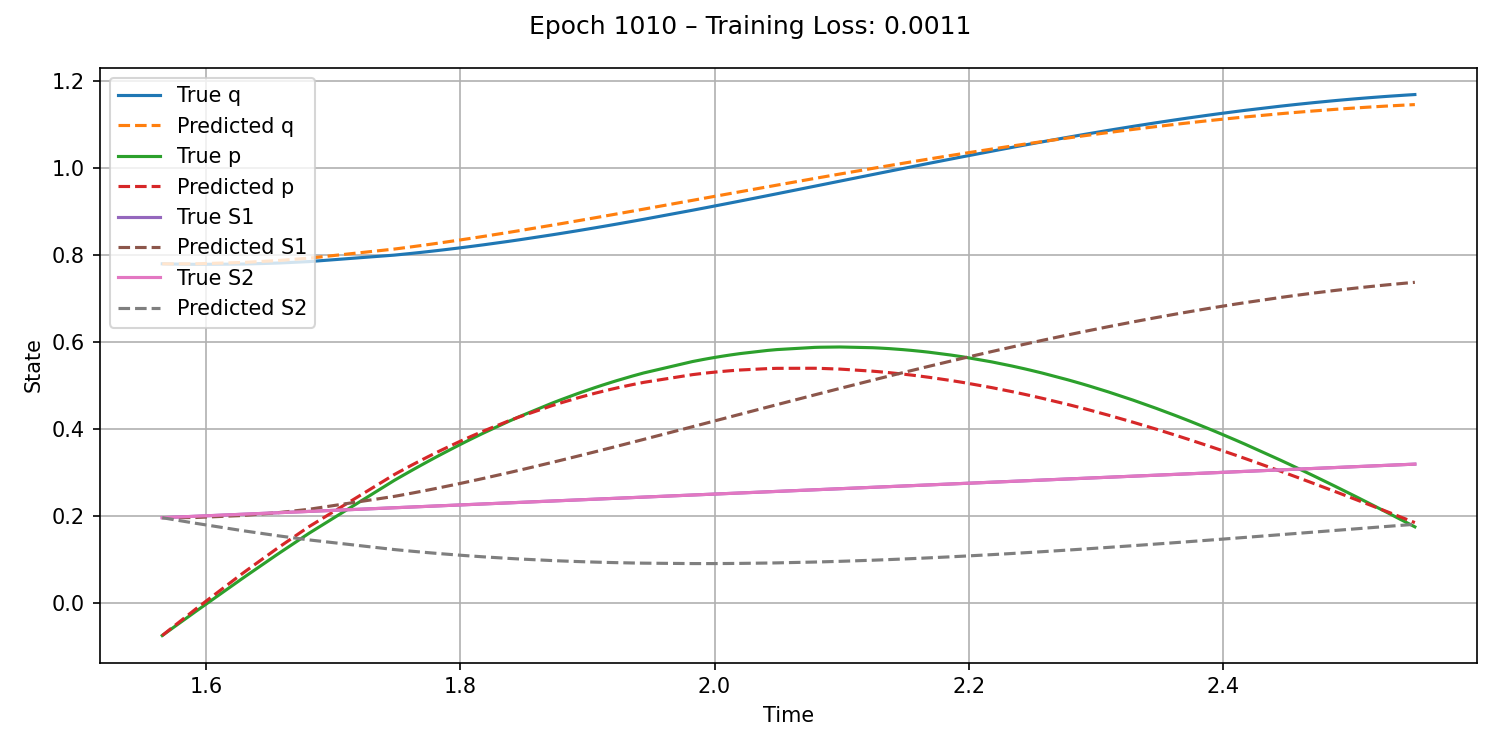 Epoch 1010 – Training Loss: 0.0011
1.2
1.0
0.8
0.6
0.4
0.2
0.0
State
True q
Predicted q
True p
Predicted p
True S1
Predicted S1
True S2
Predicted S2
1.6
1.8
2.0
2.2
2.4
Time